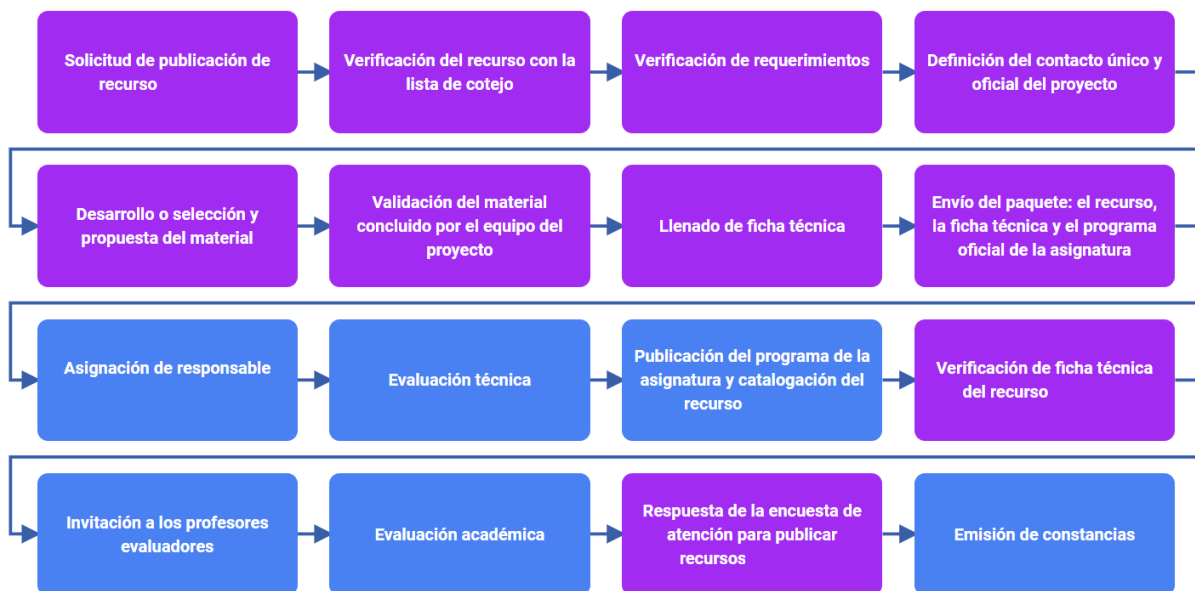 Solicitud de publicación de
recurso
Verificación del recurso con la
lista de cotejo
Verificación de requerimientos
Definición del contacto único y
oficial del proyecto
Desarrollo o selección y
propuesta del material
Validación del material
concluido por el equipo del
proyecto
Llenado de ficha técnica
Envío del paquete: el recurso,
la ficha técnica y el programa
oficial de la asignatura
Asignación de responsable
Evaluación técnica
Publicación del programa de la
asignatura y catalogación del
recurso
Verificación de ficha técnica
del recurso
Invitación a los profesores
evaluadores
Evaluación académica
Respuesta de la encuesta de
atención para publicar
recursos
Emisión de constancias